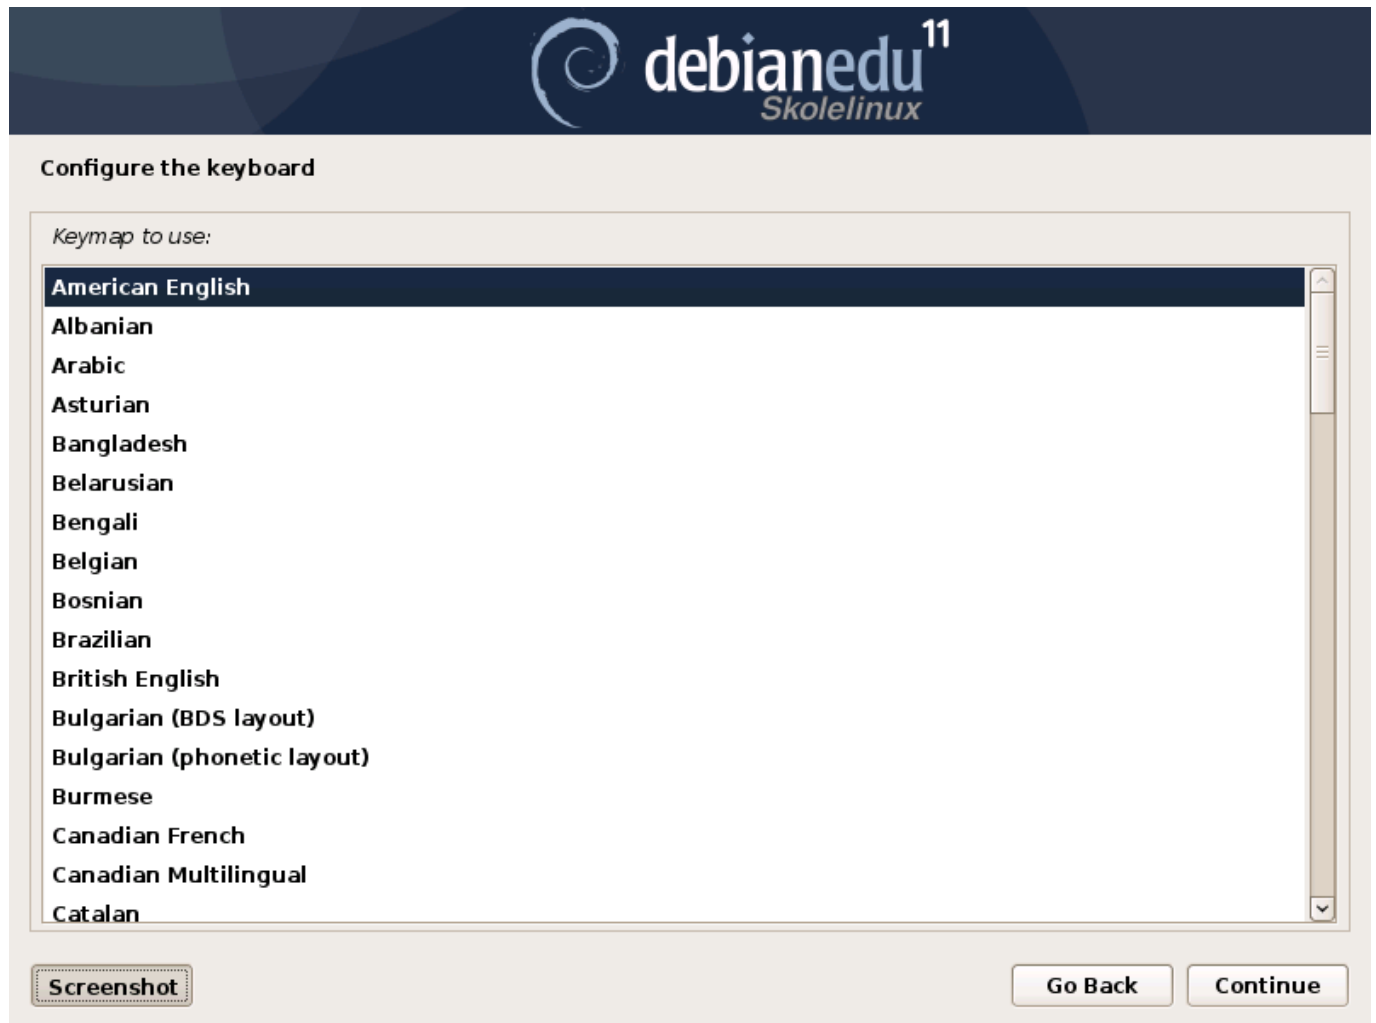 debianedu 11
Skolelinux
Configure the keyboard
Keymap to use:
American English
Albanian
Arabic
Asturian
Bangladesh
Belarusian
Bengali
Belgian
Bosnian
Brazilian
British English
Bulgarian (BDS layout)
Bulgarian (phonetic layout)
Burmese
Canadian French
Canadian Multilingual
Catalan
Screenshot Go Back Continue